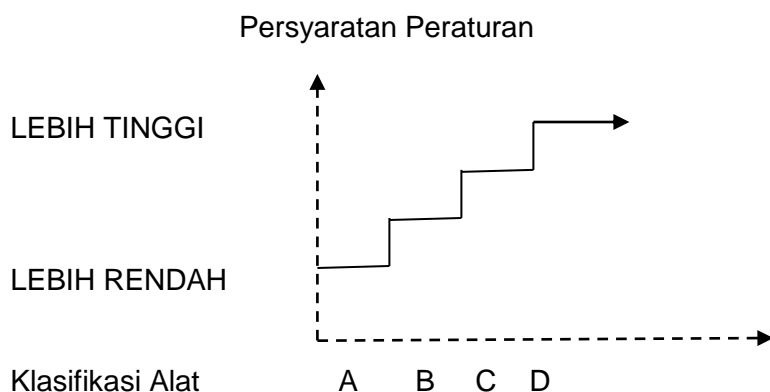 Persyaratan Peraturan
LEBIH TINGGI
LEBIH RENDAH
Klasifikasi Alat A B C D